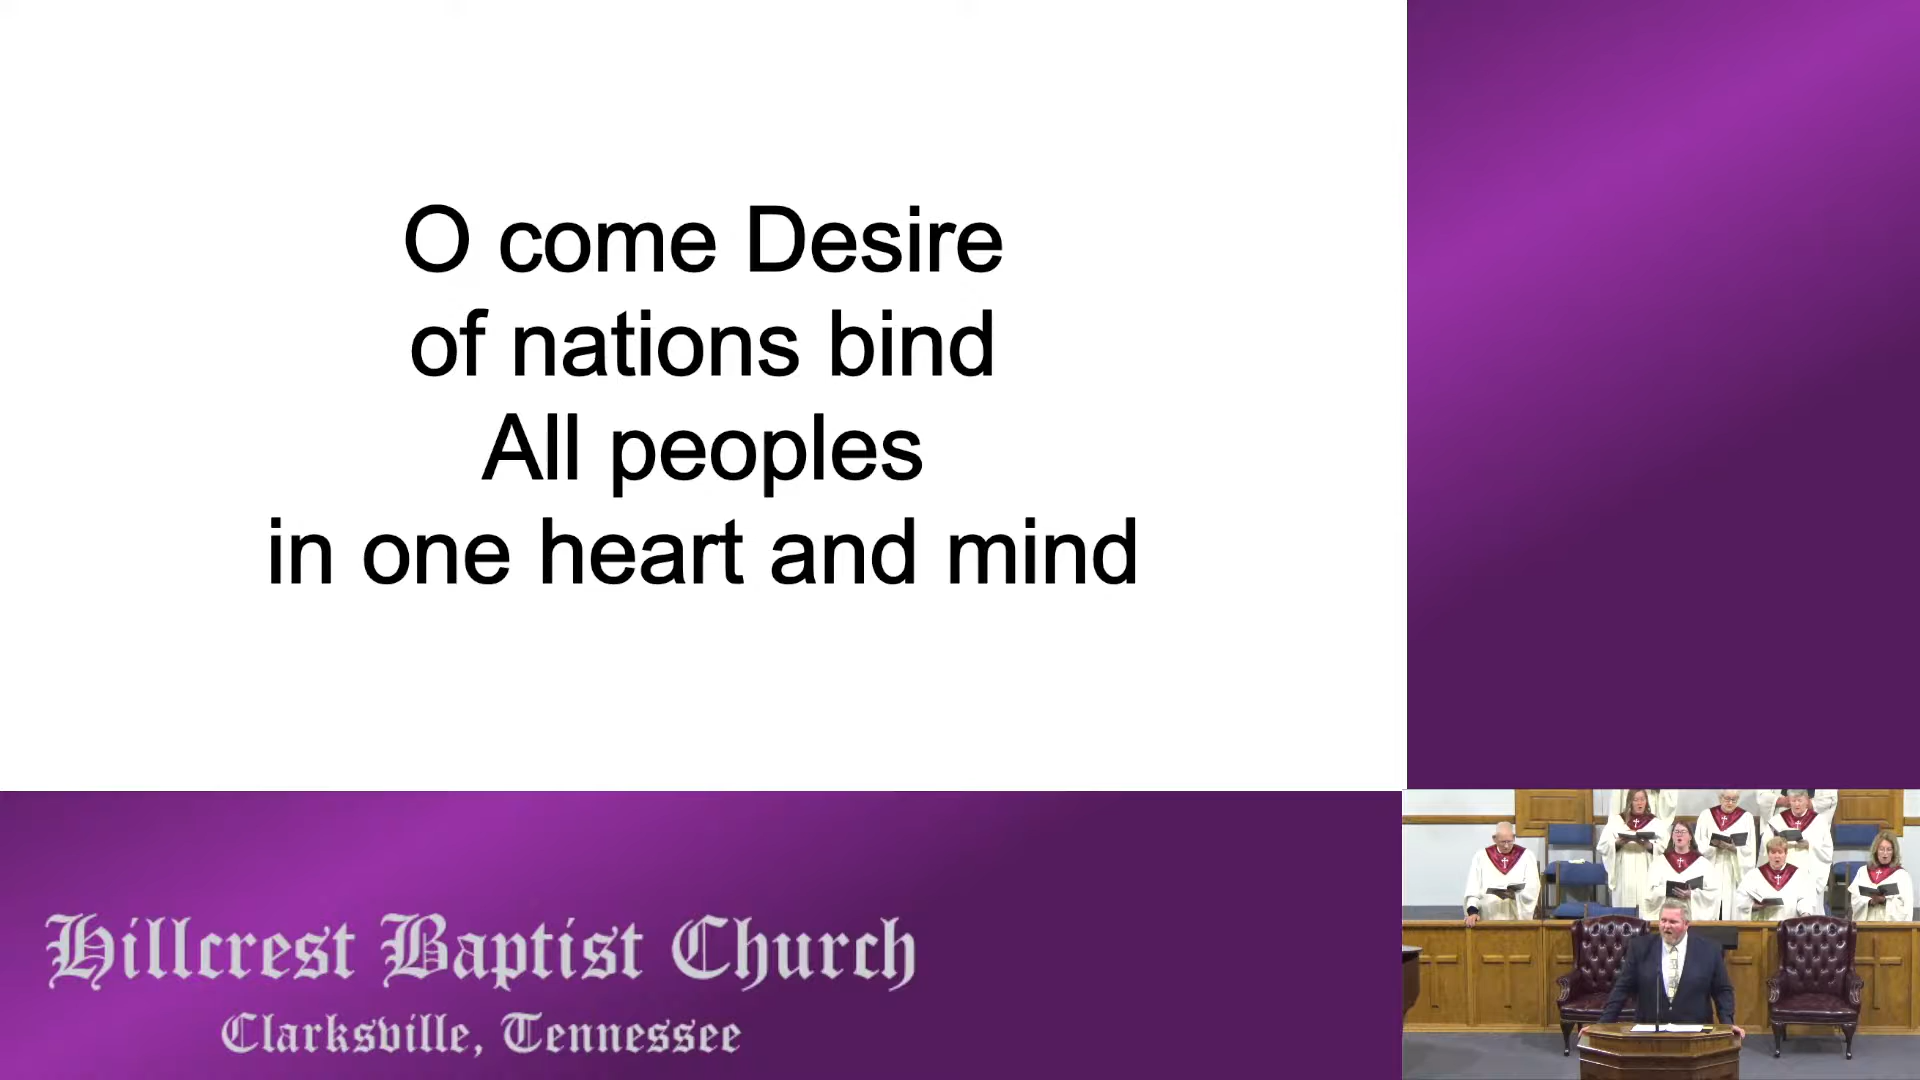 O come Desire
of nations bind
All peoples
in one heart and mind
Hillcrest Baptist Church
Clarksville, Tennessee